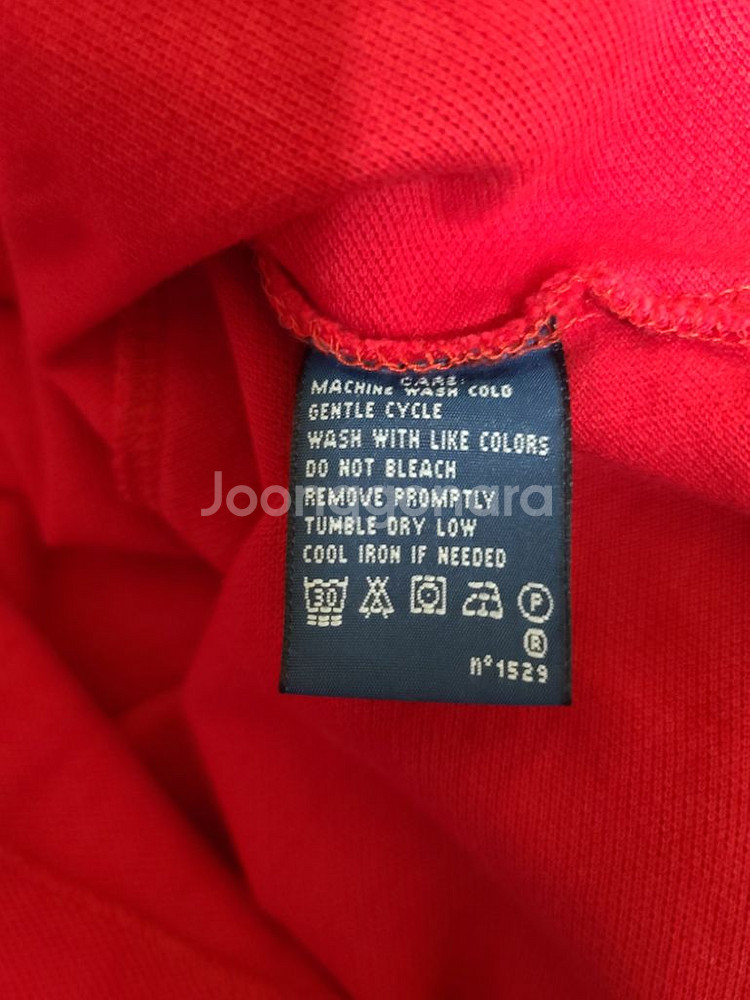 CARE:
MACHINE WASH COLD
GENTLE CYCLE
WASH WITH LIKE COLORS
DO NOT BLEACH
REMOVE PROMPTLY
TUMBLE DRY LOW
COOL IRON IF NEEDED
30
P
R
n°1529
Joonggonara